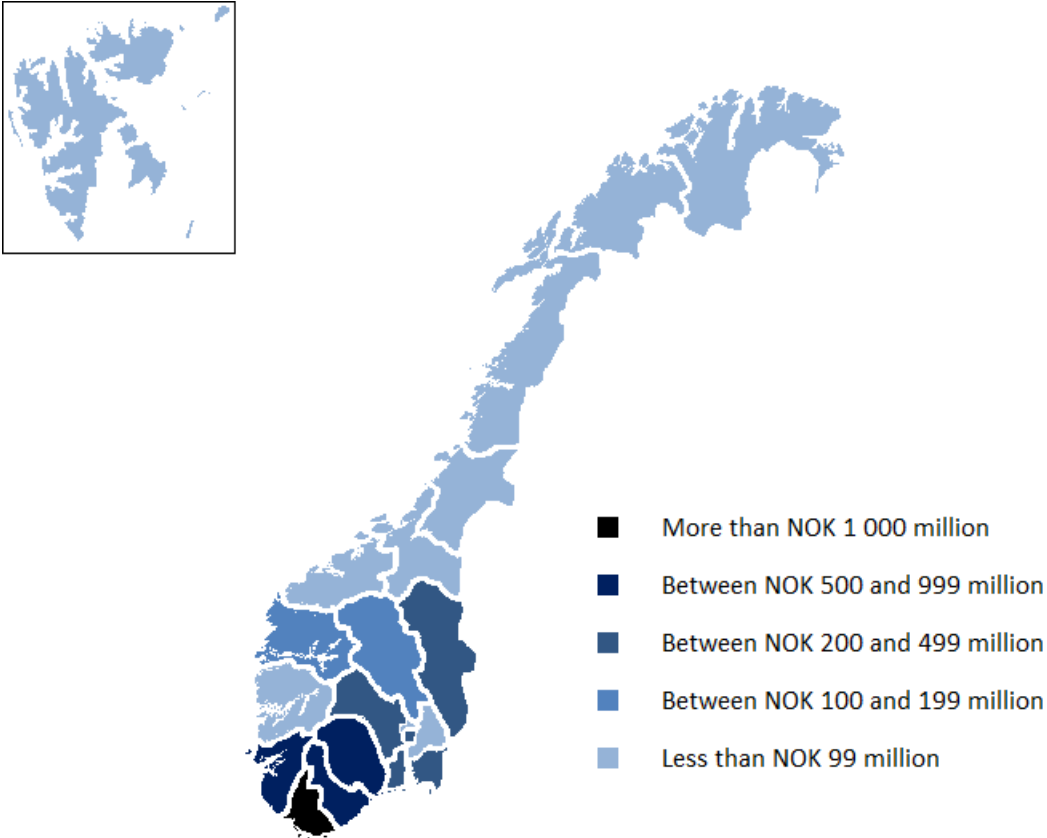 More than NOK 1 000 million
Between NOK 500 and 999 million
Between NOK 200 and 499 million
Between NOK 100 and 199 million
Less than NOK 99 million